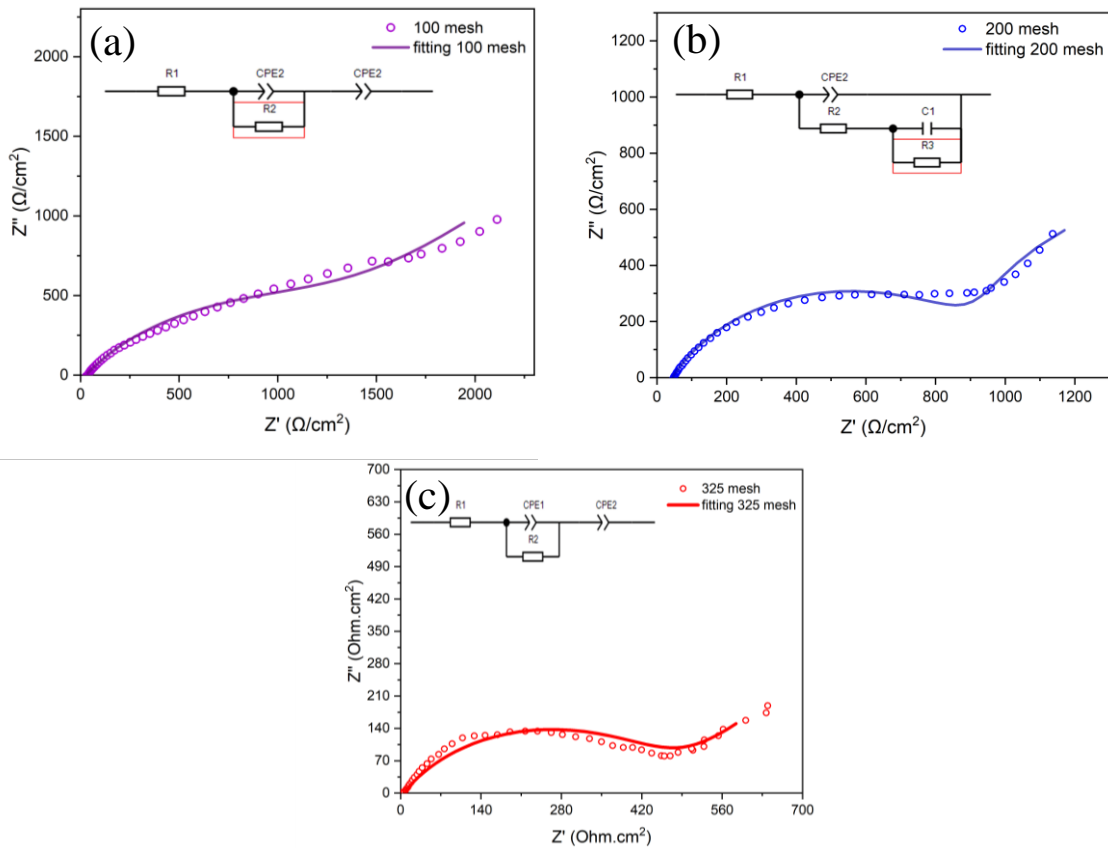 (a)
100 mesh
fitting 100 mesh
R1
CPE2
CPE2
R2
2000
1500
1000
500
0
Z'' (Ω/cm²)
0 500 1000 1500 2000
Z' (Ω/cm²)
(b)
200 mesh
fitting 200 mesh
R1
CPE2
R2
C1
R3
1200
1000
800
600
400
200
0
Z'' (Ω/cm²)
0 200 400 600 800 1000 1200
Z' (Ω/cm²)
(c)
325 mesh
fitting 325 mesh
R1
CPE1
CPE2
R2
700
630
560
490
420
350
280
210
140
70
0
Z'' (Ohm.cm²)
0 140 280 420 560 700
Z' (Ohm.cm²)